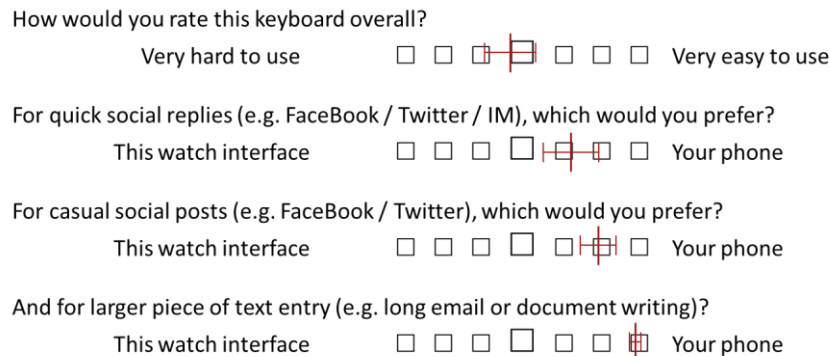 How would you rate this keyboard overall?
Very hard to use Very easy to use
For quick social replies (e.g. FaceBook / Twitter / IM), which would you prefer?
This watch interface Your phone
For casual social posts (e.g. FaceBook / Twitter), which would you prefer?
This watch interface Your phone
And for larger piece of text entry (e.g. long email or document writing)?
This watch interface Your phone